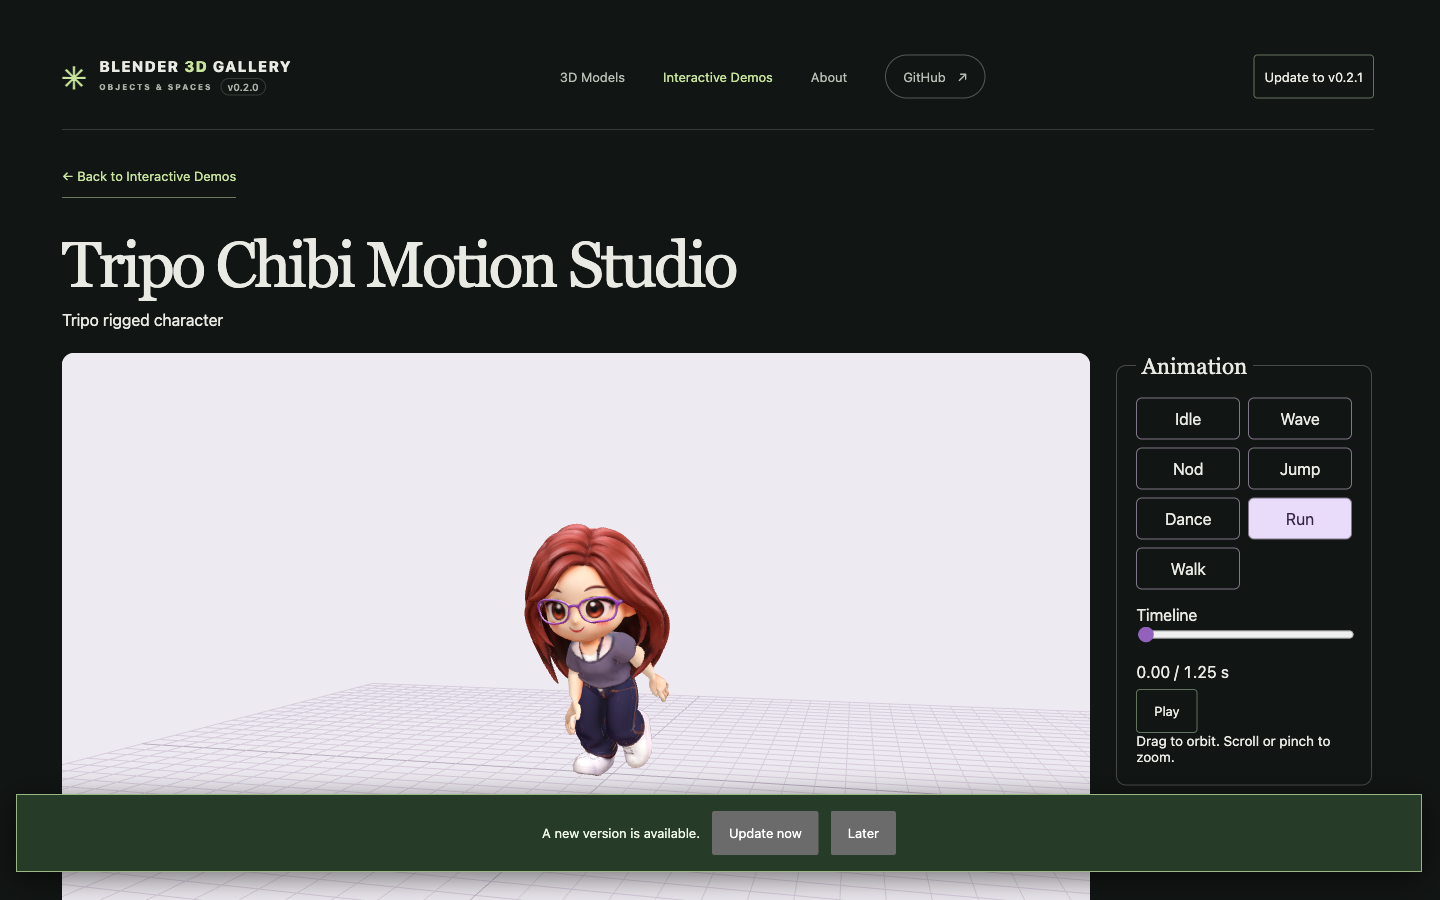 BLENDER 3D GALLERY
OBJECTS & SPACES v0.2.0
3D Models
Interactive Demos
About
GitHub ↗
Update to v0.2.1
← Back to Interactive Demos
Tripo Chibi Motion Studio
Tripo rigged character
Animation
Idle
Wave
Nod
Jump
Dance
Run
Walk
Timeline
0.00 / 1.25 s
Play
Drag to orbit. Scroll or pinch to
zoom.
A new version is available.
Update now
Later